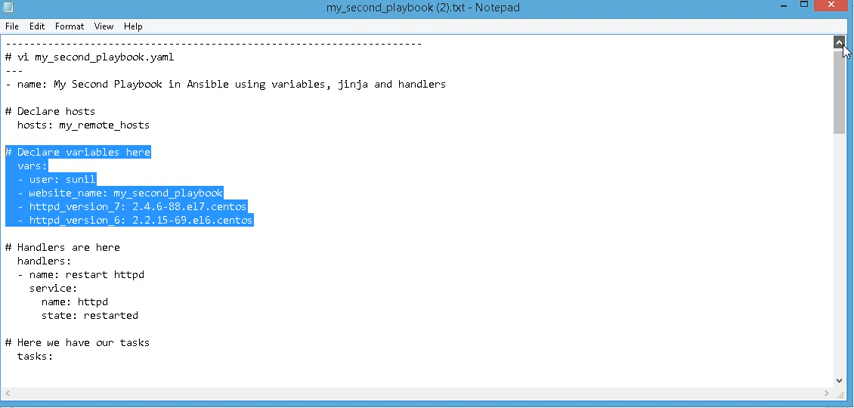 my_second_playbook (2).txt - Notepad
File Edit Format View Help
---------------------------------------------------------------------
# vi my_second_playbook.yaml
---
- name: My Second Playbook in Ansible using variables, jinja and handlers
# Declare hosts
hosts: my_remote_hosts
# Declare variables here
vars:
- user: sunil
- website_name: my_second_playbook
- httpd_version_7: 2.4.6-88.el7.centos
- httpd_version_6: 2.2.15-69.el6.centos
# Handlers are here
handlers:
- name: restart httpd
service:
name: httpd
state: restarted
# Here we have our tasks
tasks: